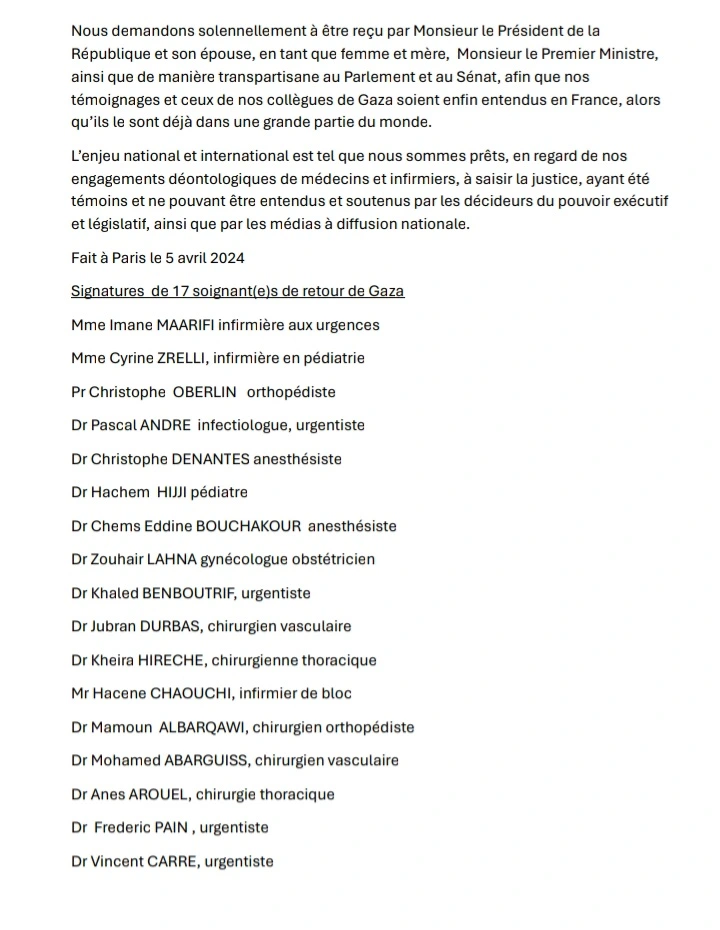 Nous demandons solennellement à être reçu par Monsieur le Président de la
République et son épouse, en tant que femme et mère, Monsieur le Premier Ministre,
ainsi que de manière transpartisane au Parlement et au Sénat, afin que nos
témoignages et ceux de nos collègues de Gaza soient enfin entendus en France, alors
qu'ils le sont déjà dans une grande partie du monde.
L'enjeu national et international est tel que nous sommes prêts, en regard de nos
engagements déontologiques de médecins et infirmiers, à saisir la justice, ayant été
témoins et ne pouvant être entendus et soutenus par les décideurs du pouvoir exécutif
et législatif, ainsi que par les médias à diffusion nationale.
Fait à Paris le 5 avril 2024
Signatures de 17 soignant(e)s de retour de Gaza
Mme Imane MAARIFI infirmière aux urgences
Mme Cyrine ZRELLI, infirmière en pédiatrie
Pr Christophe OBERLIN orthopédiste
Dr Pascal ANDRE infectiologue, urgentiste
Dr Christophe DENANTES anesthésiste
Dr Hachem HIJJI pédiatre
Dr Chems Eddine BOUCHAKOUR anesthésiste
Dr Zouhair LAHNA gynécologue obstétricien
Dr Khaled BENBOUTRIF, urgentiste
Dr Jubran DURBAS, chirurgien vasculaire
Dr Kheira HIRECHE, chirurgienne thoracique
Mr Hacene CHAOUCHI, infirmier de bloc
Dr Mamoun ALBARQAWI, chirurgien orthopédiste
Dr Mohamed ABARGUISS, chirurgien vasculaire
Dr Anes AROUEL, chirurgie thoracique
Dr Frederic PAIN , urgentiste
Dr Vincent CARRE, urgentiste